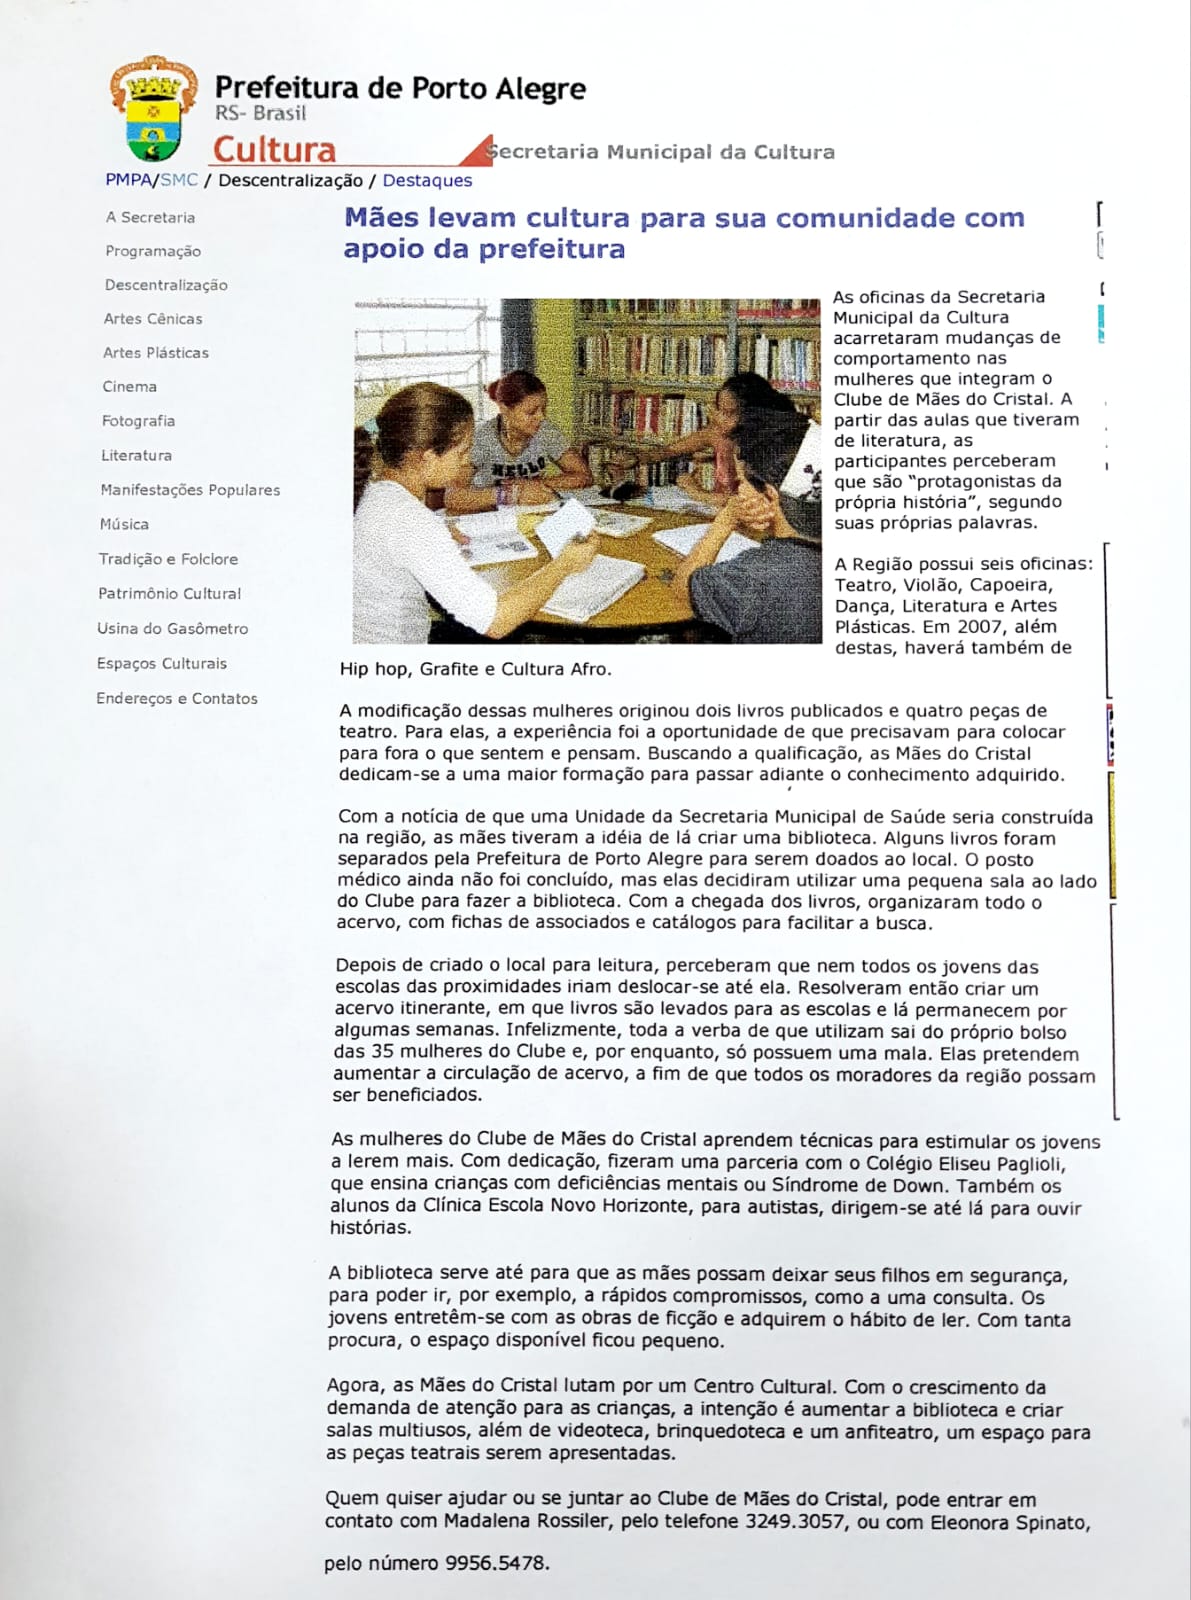 Prefeitura de Porto Alegre
RS- Brasil
Cultura
Secretaria Municipal da Cultura
PMPA/SMC / Descentralização / Destaques
A Secretaria
Programação
Descentralização
Artes Cênicas
Artes Plásticas
Cinema
Fotografia
Literatura
Manifestações Populares
Música
Tradição e Folclore
Patrimônio Cultural
Usina do Gasômetro
Espaços Culturais
Endereços e Contatos
Mães levam cultura para sua comunidade com
apoio da prefeitura
HELLO
As oficinas da Secretaria
Municipal da Cultura
acarretaram mudanças de
comportamento nas
mulheres que integram o
Clube de Mães do Cristal. A
partir das aulas que tiveram
de literatura, as
participantes perceberam
que são “protagonistas da
própria história”, segundo
suas próprias palavras.
A Região possui seis oficinas:
Teatro, Violão, Capoeira,
Dança, Literatura e Artes
Plásticas. Em 2007, além
destas, haverá também de
Hip hop, Grafite e Cultura Afro.
A modificação dessas mulheres originou dois livros publicados e quatro peças de
teatro. Para elas, a experiência foi a oportunidade de que precisavam para colocar
para fora o que sentem e pensam. Buscando a qualificação, as Mães do Cristal
dedicam-se a uma maior formação para passar adiante o conhecimento adquirido.
Com a notícia de que uma Unidade da Secretaria Municipal de Saúde seria construída
na região, as mães tiveram a idéia de lá criar uma biblioteca. Alguns livros foram
separados pela Prefeitura de Porto Alegre para serem doados ao local. O posto
médico ainda não foi concluído, mas elas decidiram utilizar uma pequena sala ao lado
do Clube para fazer a biblioteca. Com a chegada dos livros, organizaram todo o
acervo, com fichas de associados e catálogos para facilitar a busca.
Depois de criado o local para leitura, perceberam que nem todos os jovens das
escolas das proximidades iriam deslocar-se até ela. Resolveram então criar um
acervo itinerante, em que livros são levados para as escolas e lá permanecem por
algumas semanas. Infelizmente, toda a verba de que utilizam sai do próprio bolso
das 35 mulheres do Clube e, por enquanto, só possuem uma mala. Elas pretendem
aumentar a circulação de acervo, a fim de que todos os moradores da região possam
ser beneficiados.
As mulheres do Clube de Mães do Cristal aprendem técnicas para estimular os jovens
a lerem mais. Com dedicação, fizeram uma parceria com o Colégio Eliseu Paglioli,
que ensina crianças com deficiências mentais ou Síndrome de Down. Também os
alunos da Clínica Escola Novo Horizonte, para autistas, dirigem-se até lá para ouvir
histórias.
A biblioteca serve até para que as mães possam deixar seus filhos em segurança,
para poder ir, por exemplo, a rápidos compromissos, como a uma consulta. Os
jovens entretêm-se com as obras de ficção e adquirem o hábito de ler. Com tanta
procura, o espaço disponível ficou pequeno.
Agora, as Mães do Cristal lutam por um Centro Cultural. Com o crescimento da
demanda de atenção para as crianças, a intenção é aumentar a biblioteca e criar
salas multiusos, além de videoteca, brinquedoteca e um anfiteatro, um espaço para
as peças teatrais serem apresentadas.
Quem quiser ajudar ou se juntar ao Clube de Mães do Cristal, pode entrar em
contato com Madalena Rossiler, pelo telefone 3249.3057, ou com Eleonora Spinato,
pelo número 9956.5478.